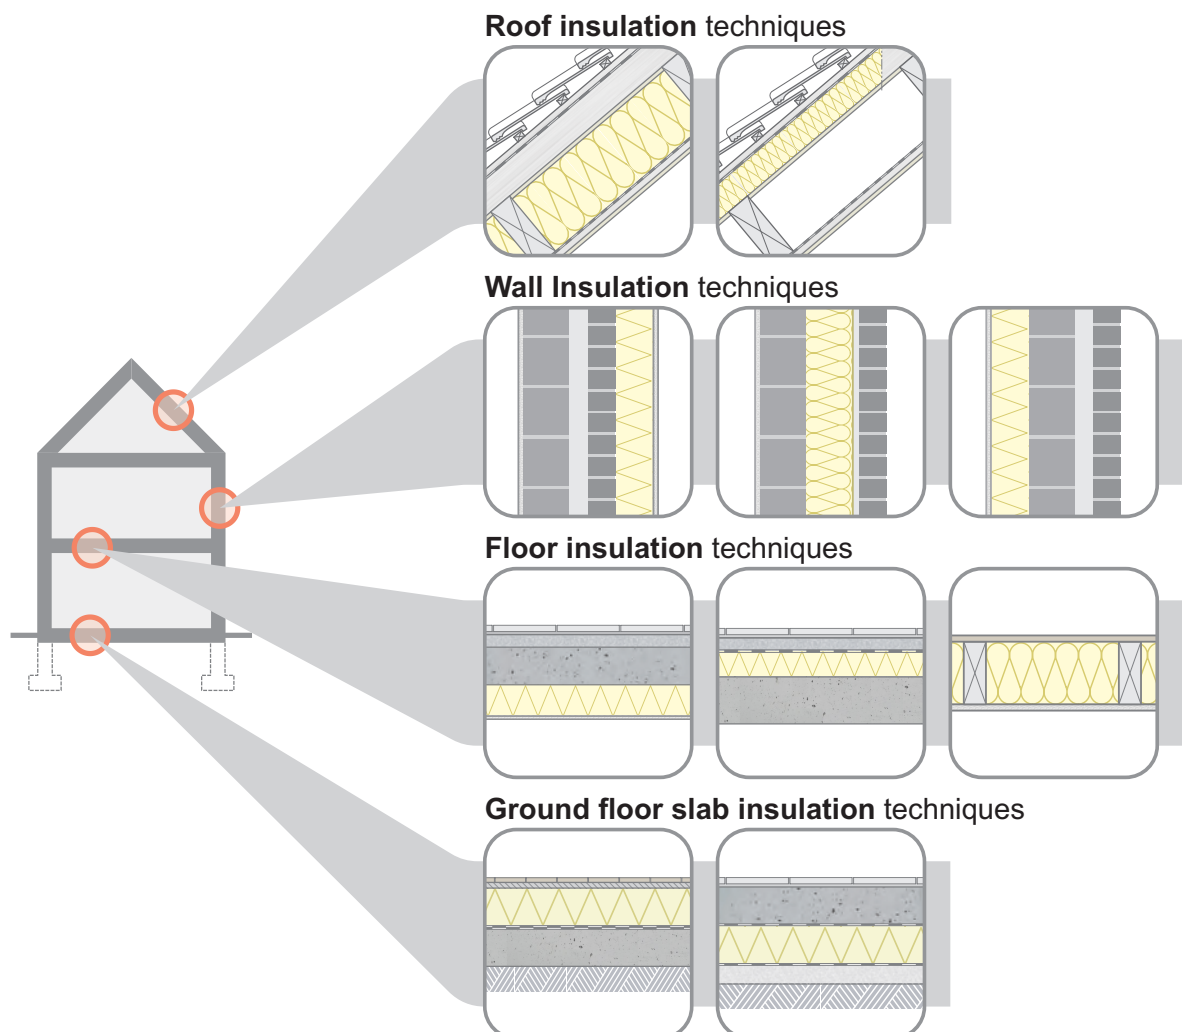 Roof insulation techniques
Wall Insulation techniques
Floor insulation techniques
Ground floor slab insulation techniques